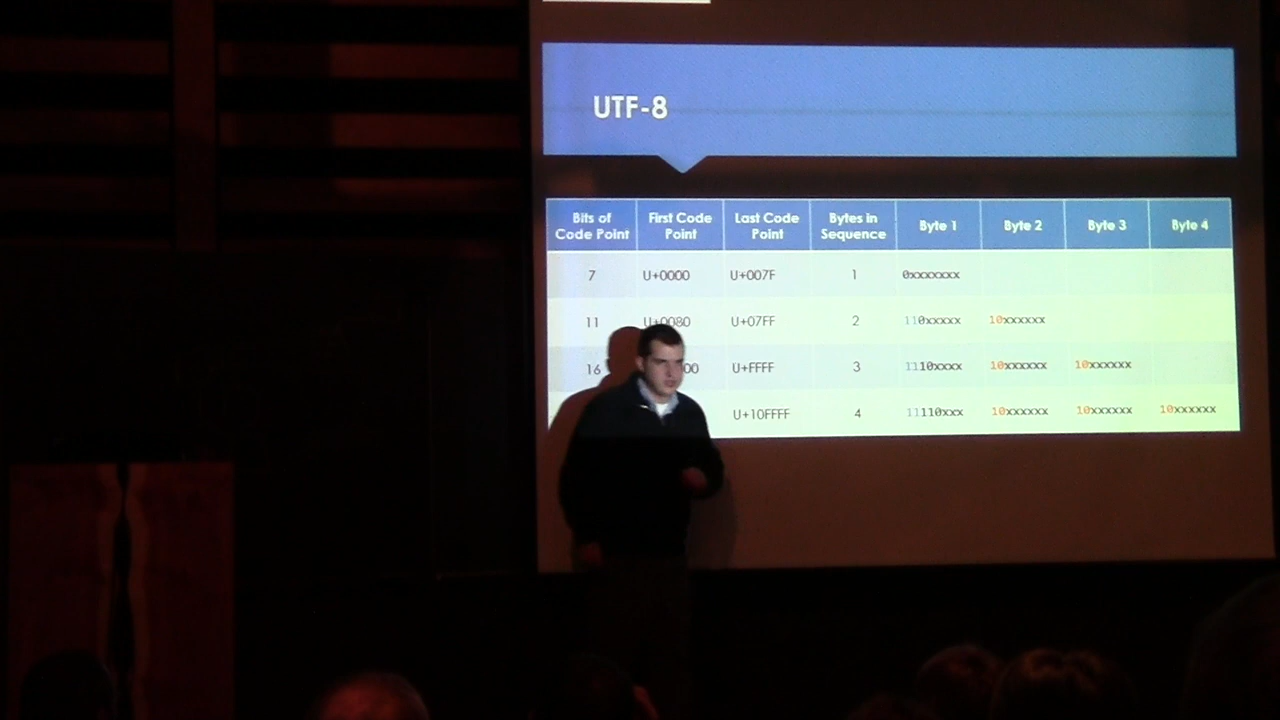 UTF-8
Bits of Code Point First Code Point Last Code Point Bytes in Sequence Byte 1 Byte 2 Byte 3 Byte 4
7 U+0000 U+007F 1 0xxxxxxx
11 U+0080 U+07FF 2 110xxxxx 10xxxxxx
16 00 U+FFFF 3 1110xxxx 10xxxxxx 10xxxxxx
U+10FFFF 4 11110xxx 10xxxxxx 10xxxxxx 10xxxxxx